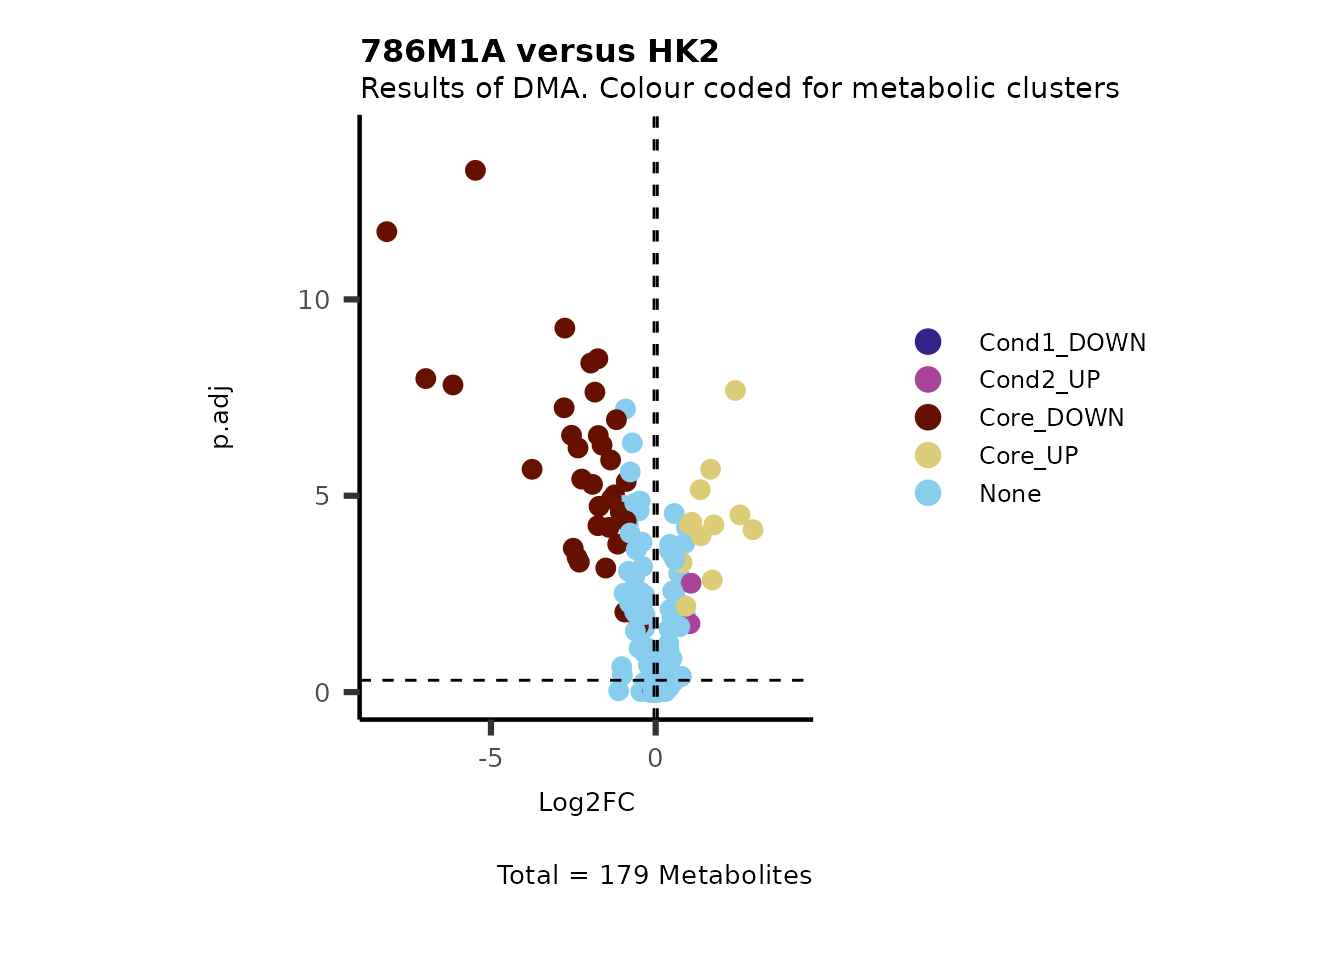 786M1A versus HK2
Results of DMA. Colour coded for metabolic clusters
p.adj
10
5
0
-5
0
Log2FC
Cond1_DOWN
Cond2_UP
Core_DOWN
Core_UP
None
Total = 179 Metabolites